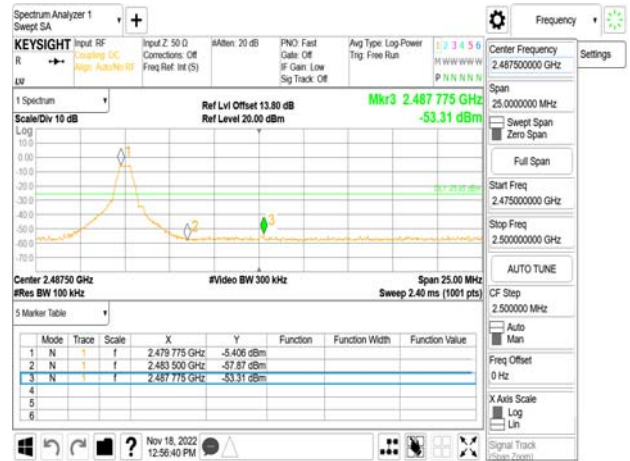 Spectrum Analyzer 1
Swept SA
Frequency
KEYSIGHT
R
LW
Input: RF
Coupling: DC
Align: Auto/No RF
Input Z: 50 Ω
Corrections: Off
Freq Ref: Int (S)
#Atten: 20 dB
PNO: Fast
Gate: Off
IF Gain: Low
Sig Track: Off
Avg Type: Log-Power
Trig: Free Run
1 2 3 4 5 6
M W W W W W
P N N N N N
1 Spectrum
Scale/Div 10 dB
Ref Lvl Offset 13.80 dB
Ref Level 20.00 dBm
Mkr3 2.487 775 GHz
-53.31 dBm
Log
10.0
0.00
-10.0
-20.0
-30.0
-40.0
-50.0
-60.0
-70.0
1
2
3
Center 2.48750 GHz
#Res BW 100 kHz
#Video BW 300 kHz
Span 25.00 MHz
Sweep 2.40 ms (1001 pts)
5 Marker Table
Mode Trace Scale X Y Function Function Width Function Value
1 N 1 f 2.479 775 GHz -5.406 dBm
2 N 1 f 2.483 500 GHz -57.87 dBm
3 N 1 f 2.487 775 GHz -53.31 dBm
4
5
6
Nov 18, 2022
12:56:40 PM
Center Frequency
2.487500000 GHz
Settings
Span
25.0000000 MHz
Swept Span
Zero Span
Full Span
Start Freq
2.475000000 GHz
Stop Freq
2.500000000 GHz
AUTO TUNE
CF Step
2.500000 MHz
Auto
Man
Freq Offset
0 Hz
X Axis Scale
Log
Lin
Signal Track
(Span Zoom)